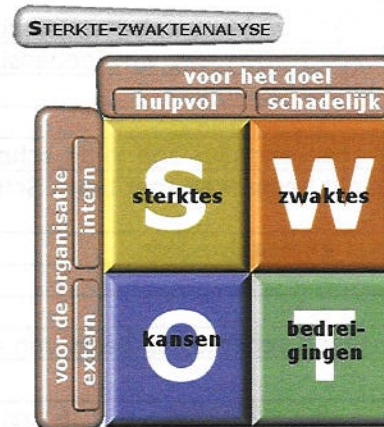 STERKTE-ZWAKTEANALYSE
voor het doel
hulpvol schadelijk
voor de organisatie
intern
extern
S
sterktes
W
zwaktes
O
kansen
T
bedrei-
gingen